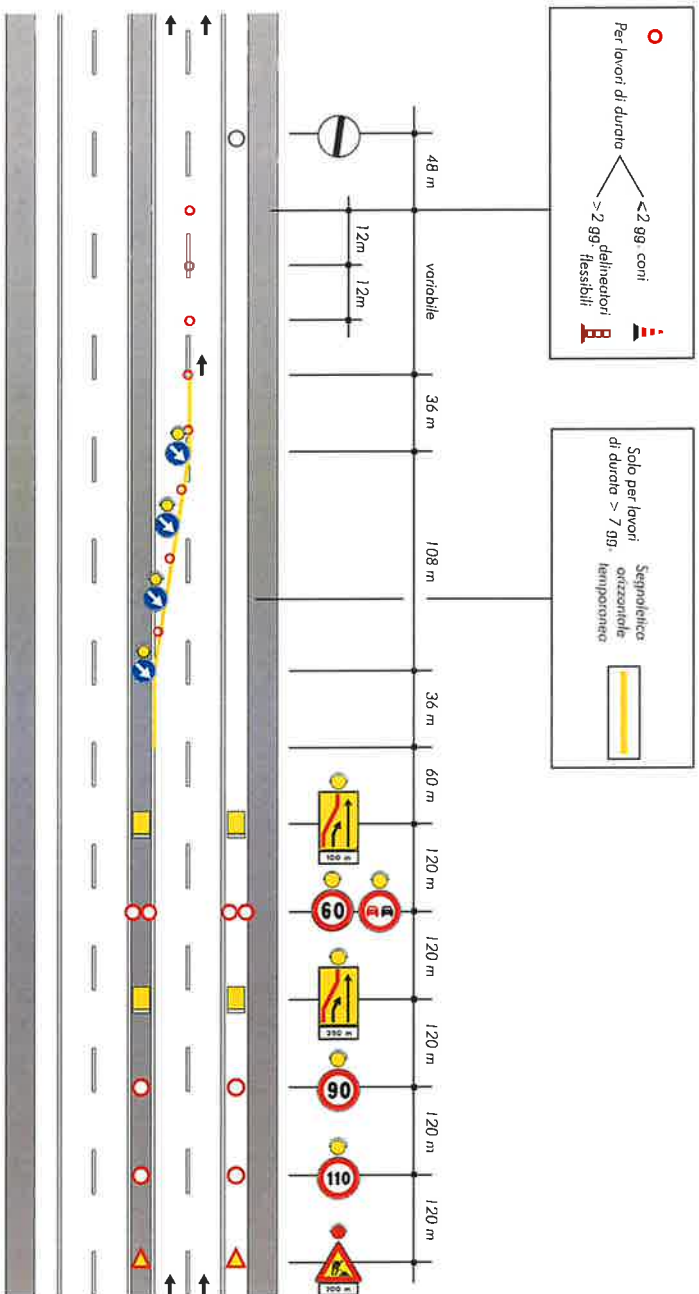 Per lavori di durata
<2 gg. coni
> 2 gg. delineatori
flessibili
Solo per lavori
di durata > 7 gg.
Segnaletica
orizzontale
temporanea
48 m
variabile
36 m
108 m
36 m
60 m
120 m
120 m
120 m
120 m
120 m
12m
12m
100 m
60
90
110